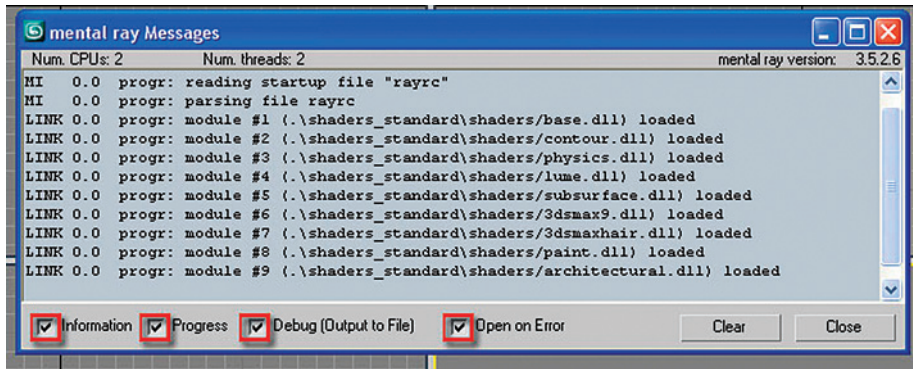 mental ray Messages
Num. CPUs: 2 Num. threads: 2 mental ray version: 3.5.2.6
MI 0.0 progr: reading startup file "rayrc"
MI 0.0 progr: parsing file rayrc
LINK 0.0 progr: module #1 (.\shaders_standard\shaders/base.dll) loaded
LINK 0.0 progr: module #2 (.\shaders_standard\shaders/contour.dll) loaded
LINK 0.0 progr: module #3 (.\shaders_standard\shaders/physics.dll) loaded
LINK 0.0 progr: module #4 (.\shaders_standard\shaders/lume.dll) loaded
LINK 0.0 progr: module #5 (.\shaders_standard\shaders/subsurface.dll) loaded
LINK 0.0 progr: module #6 (.\shaders_standard\shaders/3dsmax9.dll) loaded
LINK 0.0 progr: module #7 (.\shaders_standard\shaders/3dsmaxhair.dll) loaded
LINK 0.0 progr: module #8 (.\shaders_standard\shaders/paint.dll) loaded
LINK 0.0 progr: module #9 (.\shaders_standard\shaders/architectural.dll) loaded
Information Progress Debug (Output to File) Open on Error Clear Close